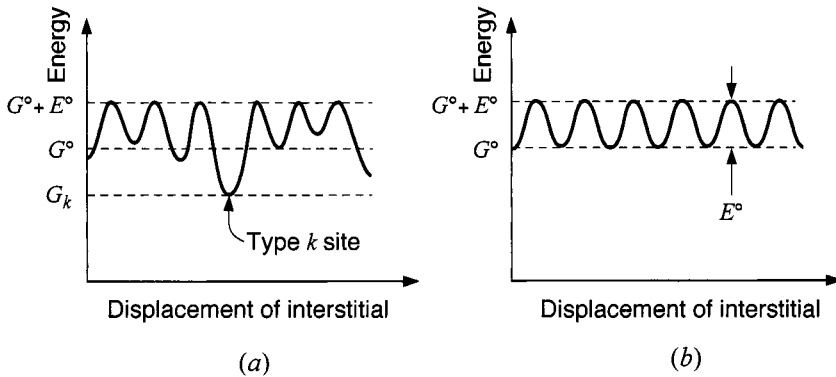 Energy
G° + E°
G°
G_k
Type k site
Displacement of interstitial
(a)
Energy
G° + E°
G°
E°
Displacement of interstitial
(b)